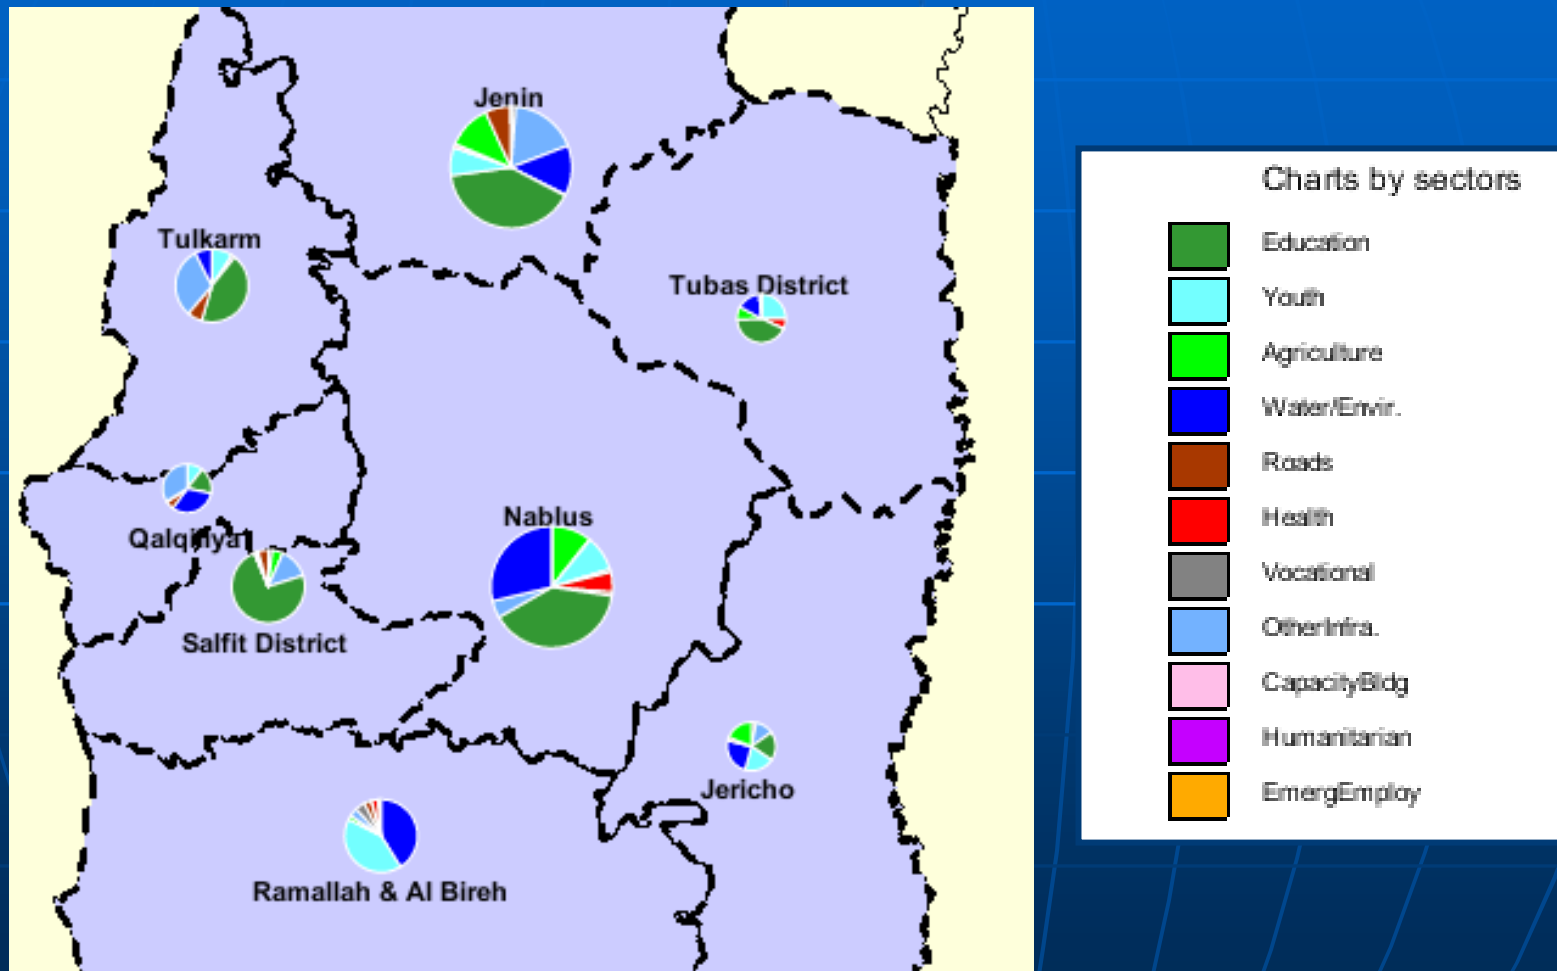 Jenin
Tulkarm
Tubas District
Nablus
Salfit District
Jericho
Ramallah & Al Bireh
Charts by sectors
Education
Youth
Agriculture
Water/Envir.
Roads
Health
Vocational
OtherInfra.
CapacityBldg
Humanitarian
EmergEmploy